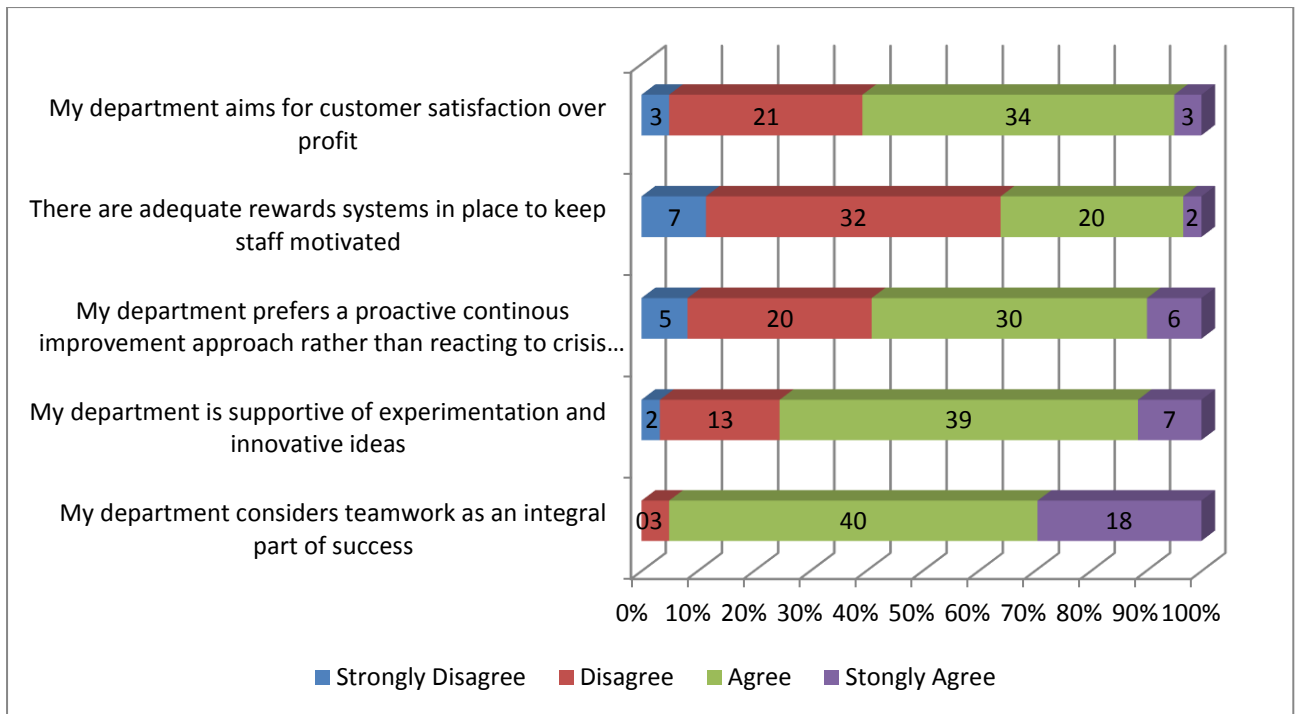 My department aims for customer satisfaction over
profit
3 21 34 3
There are adequate rewards systems in place to keep
staff motivated
7 32 20 2
My department prefers a proactive continous
improvement approach rather than reacting to crisis…
5 20 30 6
My department is supportive of experimentation and
innovative ideas
2 13 39 7
My department considers teamwork as an integral
part of success
0 3 40 18
0% 10% 20% 30% 40% 50% 60% 70% 80% 90% 100%
Strongly Disagree Disagree Agree Stongly Agree